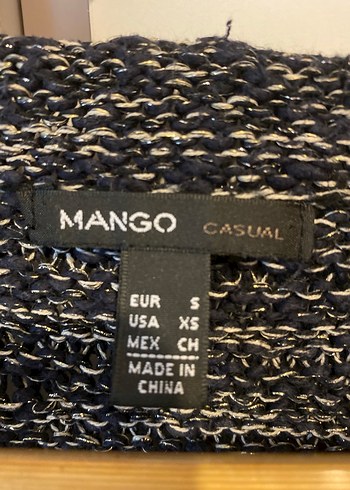 MANGO CASUAL
EUR S
USA XS
MEX CH
MADE IN
CHINA